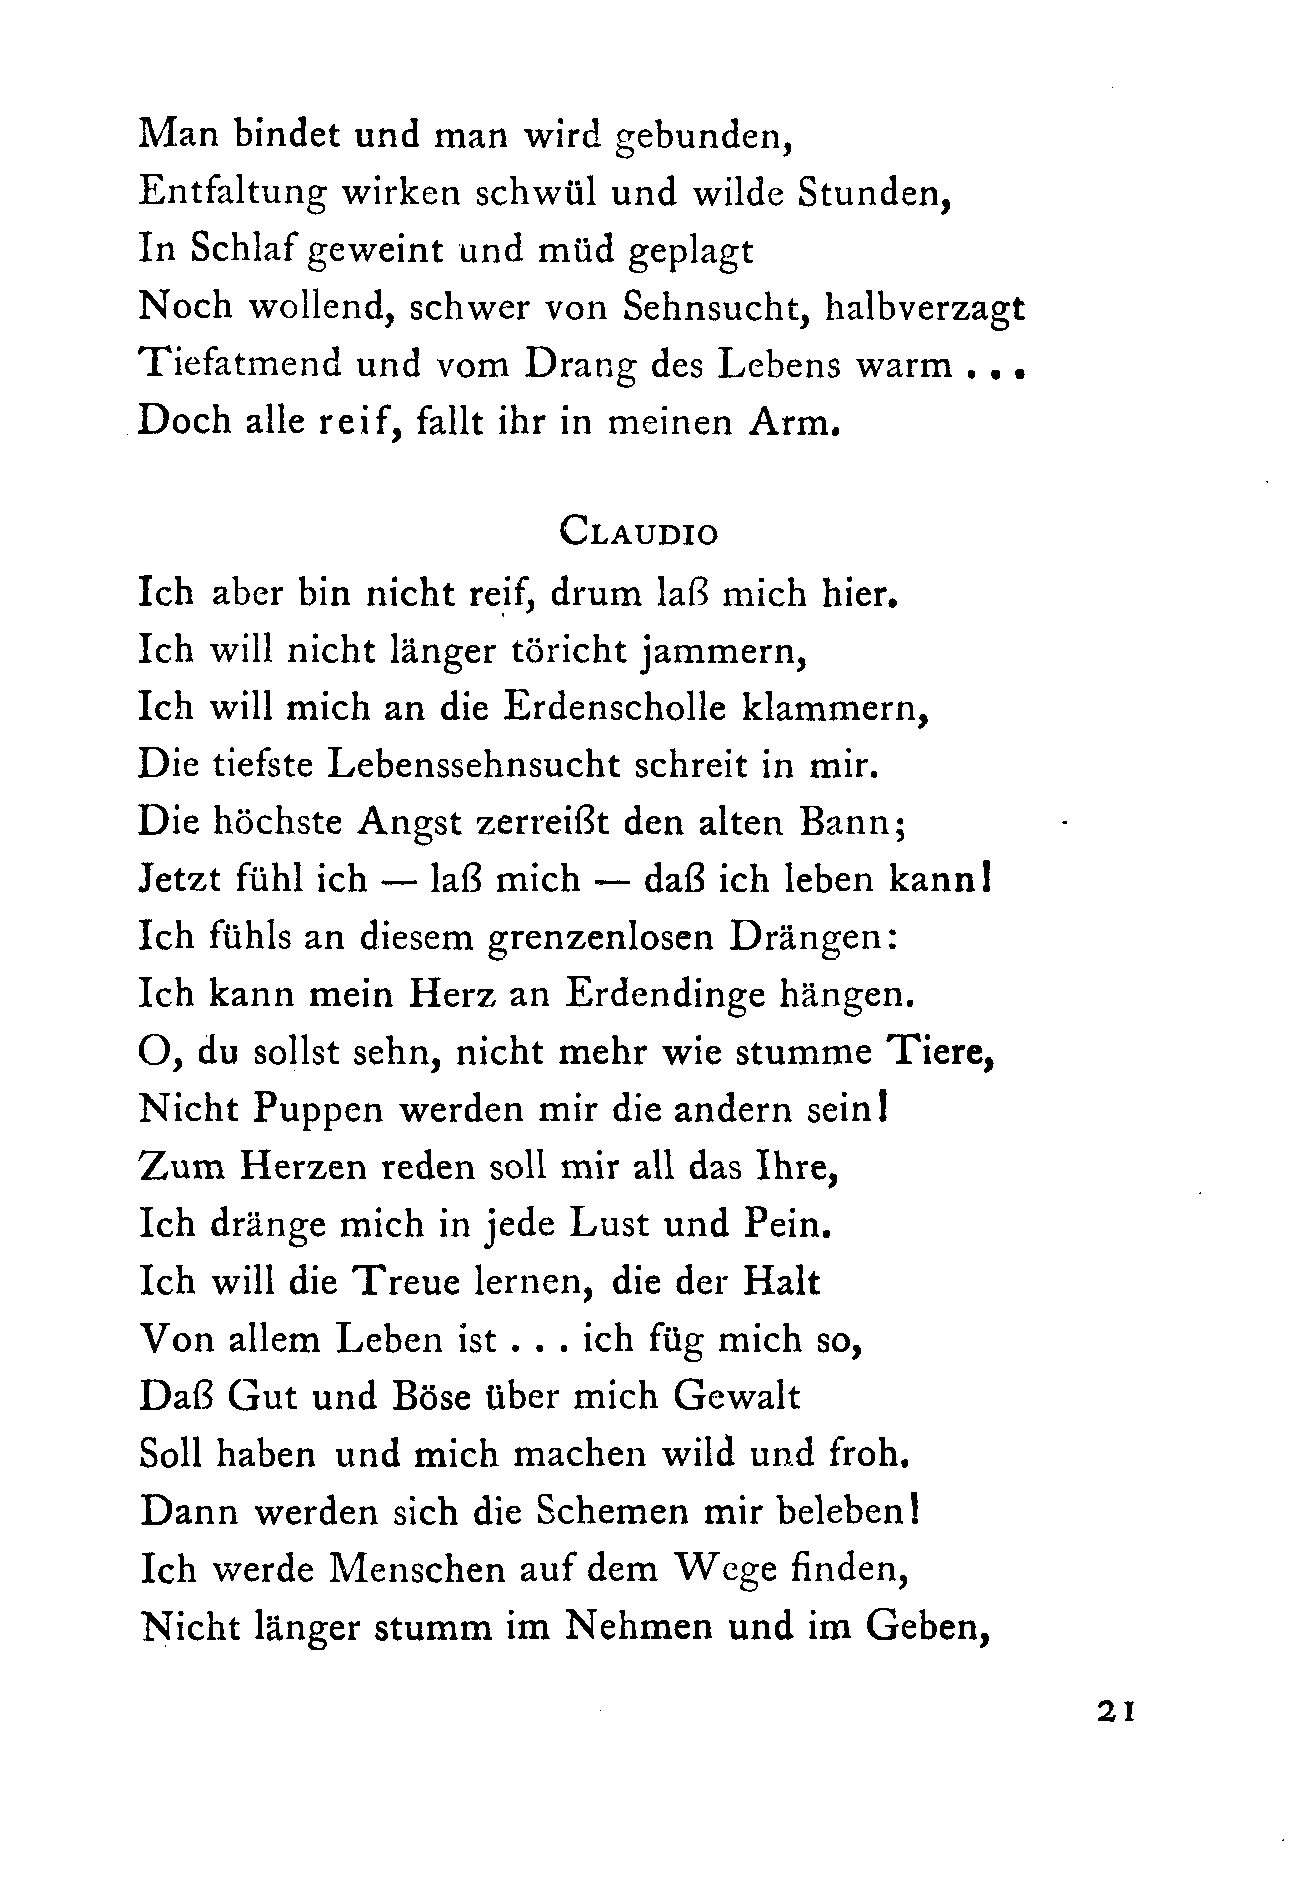 Man bindet und man wird gebunden,
Entfaltung wirken schwül und wilde Stunden,
In Schlaf geweint und müd geplagt
Noch wollend, schwer von Sehnsucht, halbverzagt
Tiefatmend und vom Drang des Lebens warm . . .
Doch alle reif, fallt ihr in meinen Arm.
CLAUDIO
Ich aber bin nicht reif, drum laß mich hier.
Ich will nicht länger töricht jammern,
Ich will mich an die Erdenscholle klammern,
Die tiefste Lebenssehnsucht schreit in mir.
Die höchste Angst zerreißt den alten Bann;
Jetzt fühl ich — laß mich — daß ich leben kann!
Ich fühls an diesem grenzenlosen Drängen:
Ich kann mein Herz an Erdendinge hängen.
O, du sollst sehn, nicht mehr wie stumme Tiere,
Nicht Puppen werden mir die andern sein!
Zum Herzen reden soll mir all das Ihre,
Ich dränge mich in jede Lust und Pein.
Ich will die Treue lernen, die der Halt
Von allem Leben ist . . . ich füg mich so,
Daß Gut und Böse über mich Gewalt
Soll haben und mich machen wild und froh.
Dann werden sich die Schemen mir beleben!
Ich werde Menschen auf dem Wege finden,
Nicht länger stumm im Nehmen und im Geben,
21